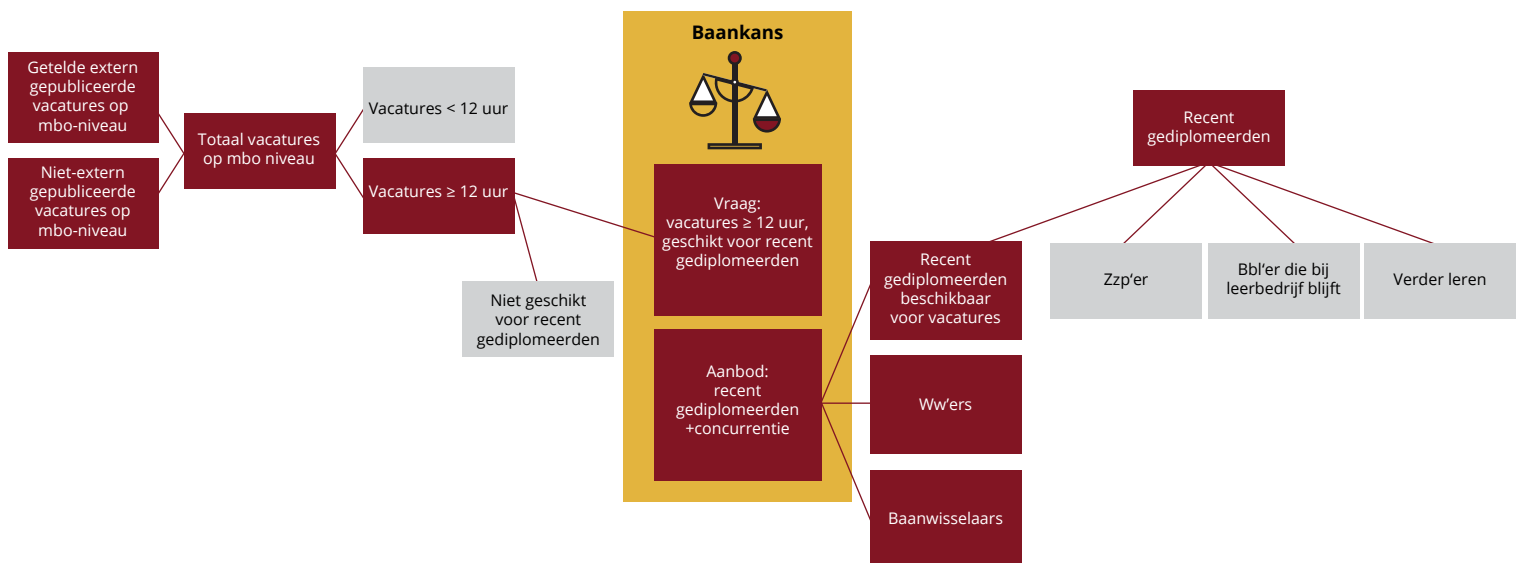 Baankans
Getelde extern
gepubliceerde
vacatures op
mbo-niveau
Niet-extern
gepubliceerde
vacatures op
mbo-niveau
Totaal vacatures
op mbo niveau
Vacatures < 12 uur
Vacatures ≥ 12 uur
Niet geschikt
voor recent
gediplomeerden
Vraag:
vacatures ≥ 12 uur,
geschikt voor recent
gediplomeerden
Aanbod:
recent
gediplomeerden
+concurrentie
Recent
gediplomeerden
Recent
gediplomeerden
beschikbaar
voor vacatures
Zzp‘er
Bbl‘er die bij
leerbedrijf blijft
Verder leren
Ww’ers
Baanwisselaars